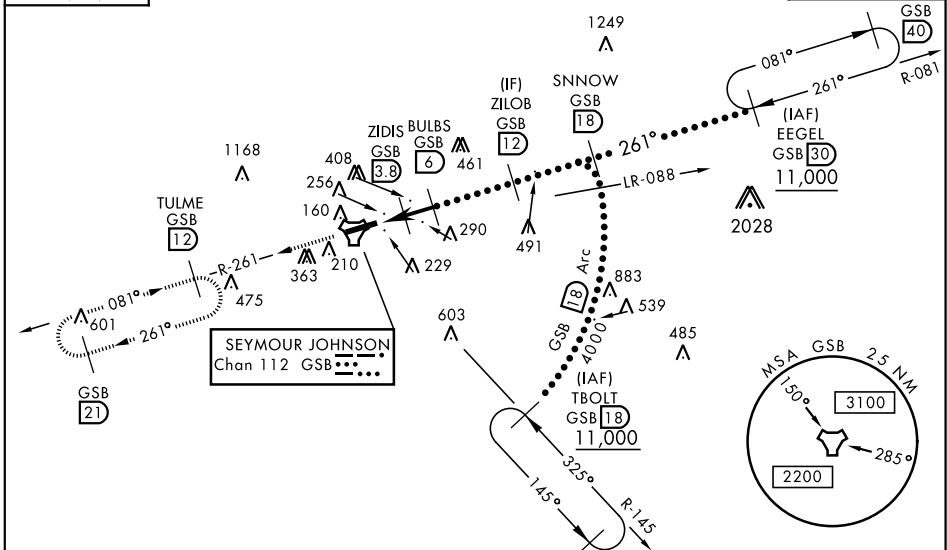 1249
GSB
40
081°
261°
R-081
(IF)
ZILOB
GSB
12
SNNOW
GSB
18
261°
(IAF)
EEGEL
GSB 30
11,000
ZIDIS
GSB
3.8
BULBS
GSB
6
461
408
1168
256
160
LR-088
2028
TULME
GSB
12
R-261
290
491
229
363
210
475
081°
261°
601
GSB
21
SEYMOUR JOHNSON
Chan 112 GSB
603
GSB 18 Arc
4000
883
539
485
(IAF)
TBOLT
GSB 18
11,000
325°
145°
R-145
MSA GSB 25 NM
150°
3100
285°
2200